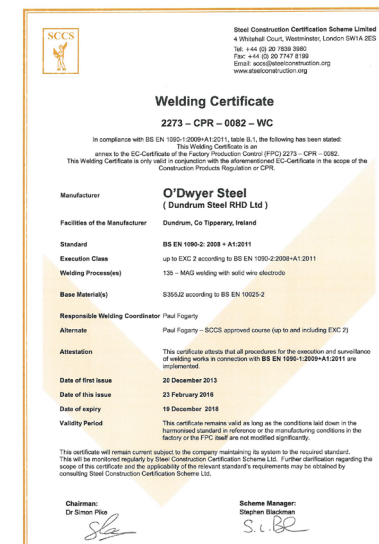 SCCS
Steel Construction Certification Scheme Limited
4 Whitehall Court, Westminster, London SW1A 2ES
Tel: +44 (0) 20 7839 3980
Fax: +44 (0) 20 7747 8199
Email: sccs@steelconstruction.org
www.steelconstruction.org
Welding Certificate
2273 – CPR – 0082 – WC
In compliance with BS EN 1090-1:2009+A1:2011, table B.1, the following has been stated:
This Welding Certificate is an
annex to the EC-Certificate of the Factory Production Control (FPC) 2273 – CPR – 0082.
This Welding Certificate is only valid in conjunction with the aforementioned EC-Certificate in the scope of the
Construction Products Regulation or CPR.
Manufacturer O'Dwyer Steel
( Dundrum Steel RHD Ltd )
Facilities of the Manufacturer Dundrum, Co Tipperary, Ireland
Standard BS EN 1090-2: 2008 + A1:2011
Execution Class up to EXC 2 according to BS EN 1090-2:2008+A1:2011
Welding Process(es) 135 – MAG welding with solid wire electrode
Base Material(s) S355J2 according to BS EN 10025-2
Responsible Welding Coordinator Paul Fogarty
Alternate Paul Fogarty – SCCS approved course (up to and including EXC 2)
Attestation This certificate attests that all procedures for the execution and surveillance
of welding works in connection with BS EN 1090-1:2009+A1:2011 are
implemented.
Date of first issue 20 December 2013
Date of this issue 23 February 2016
Date of expiry 19 December 2018
Validity Period This certificate remains valid as long as the conditions laid down in the
harmonised standard in reference or the manufacturing conditions in the
factory or the FPC itself are not modified significantly.
This certificate will remain current subject to the company maintaining its system to the required standard.
This will be monitored regularly by Steel Construction Certification Scheme Ltd. Further clarification regarding the
scope of this certificate and the applicability of the relevant standard's requirements may be obtained by
consulting Steel Construction Certification Scheme Ltd.
Chairman: Scheme Manager:
Dr Simon Pike Stephen Blackman